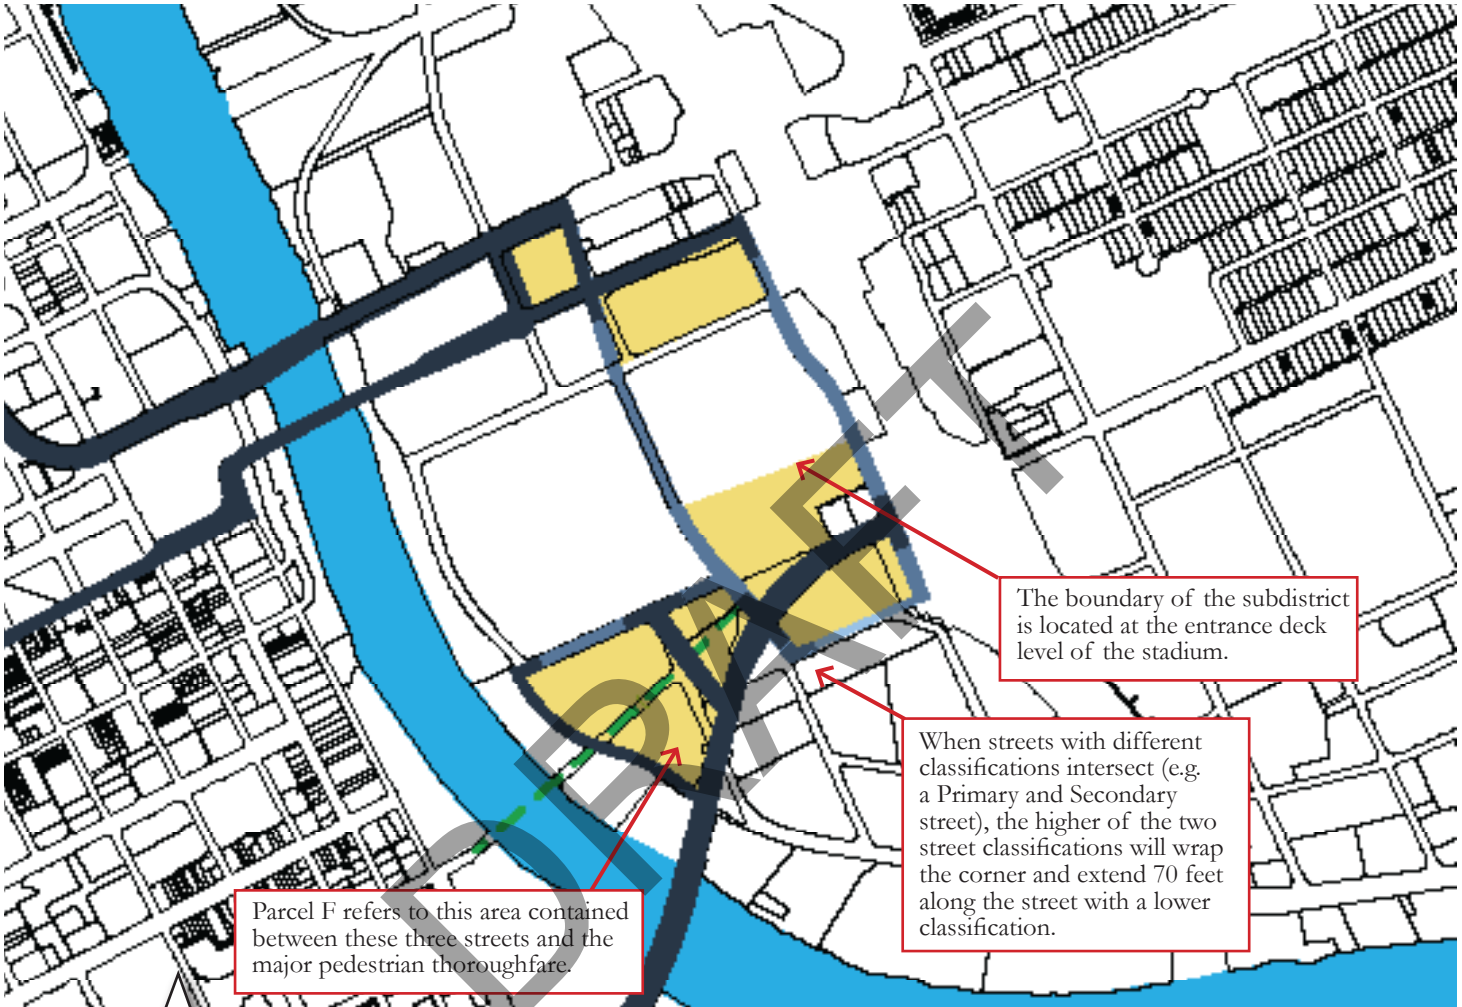 The boundary of the subdistrict
is located at the entrance deck
level of the stadium.
When streets with different
classifications intersect (e.g.
a Primary and Secondary
street), the higher of the two
street classifications will wrap
the corner and extend 70 feet
along the street with a lower
classification.
Parcel F refers to this area contained
between these three streets and the
major pedestrian thoroughfare.
DRAFT